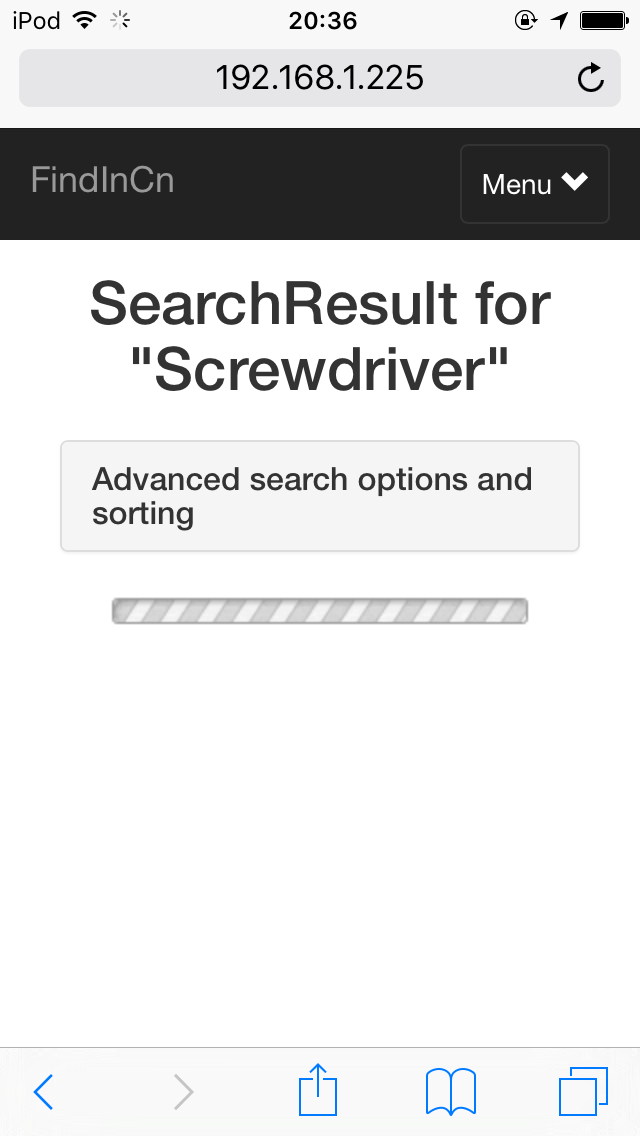 iPod 20:36
192.168.1.225
FindInCn Menu
SearchResult for
"Screwdriver"
Advanced search options and
sorting